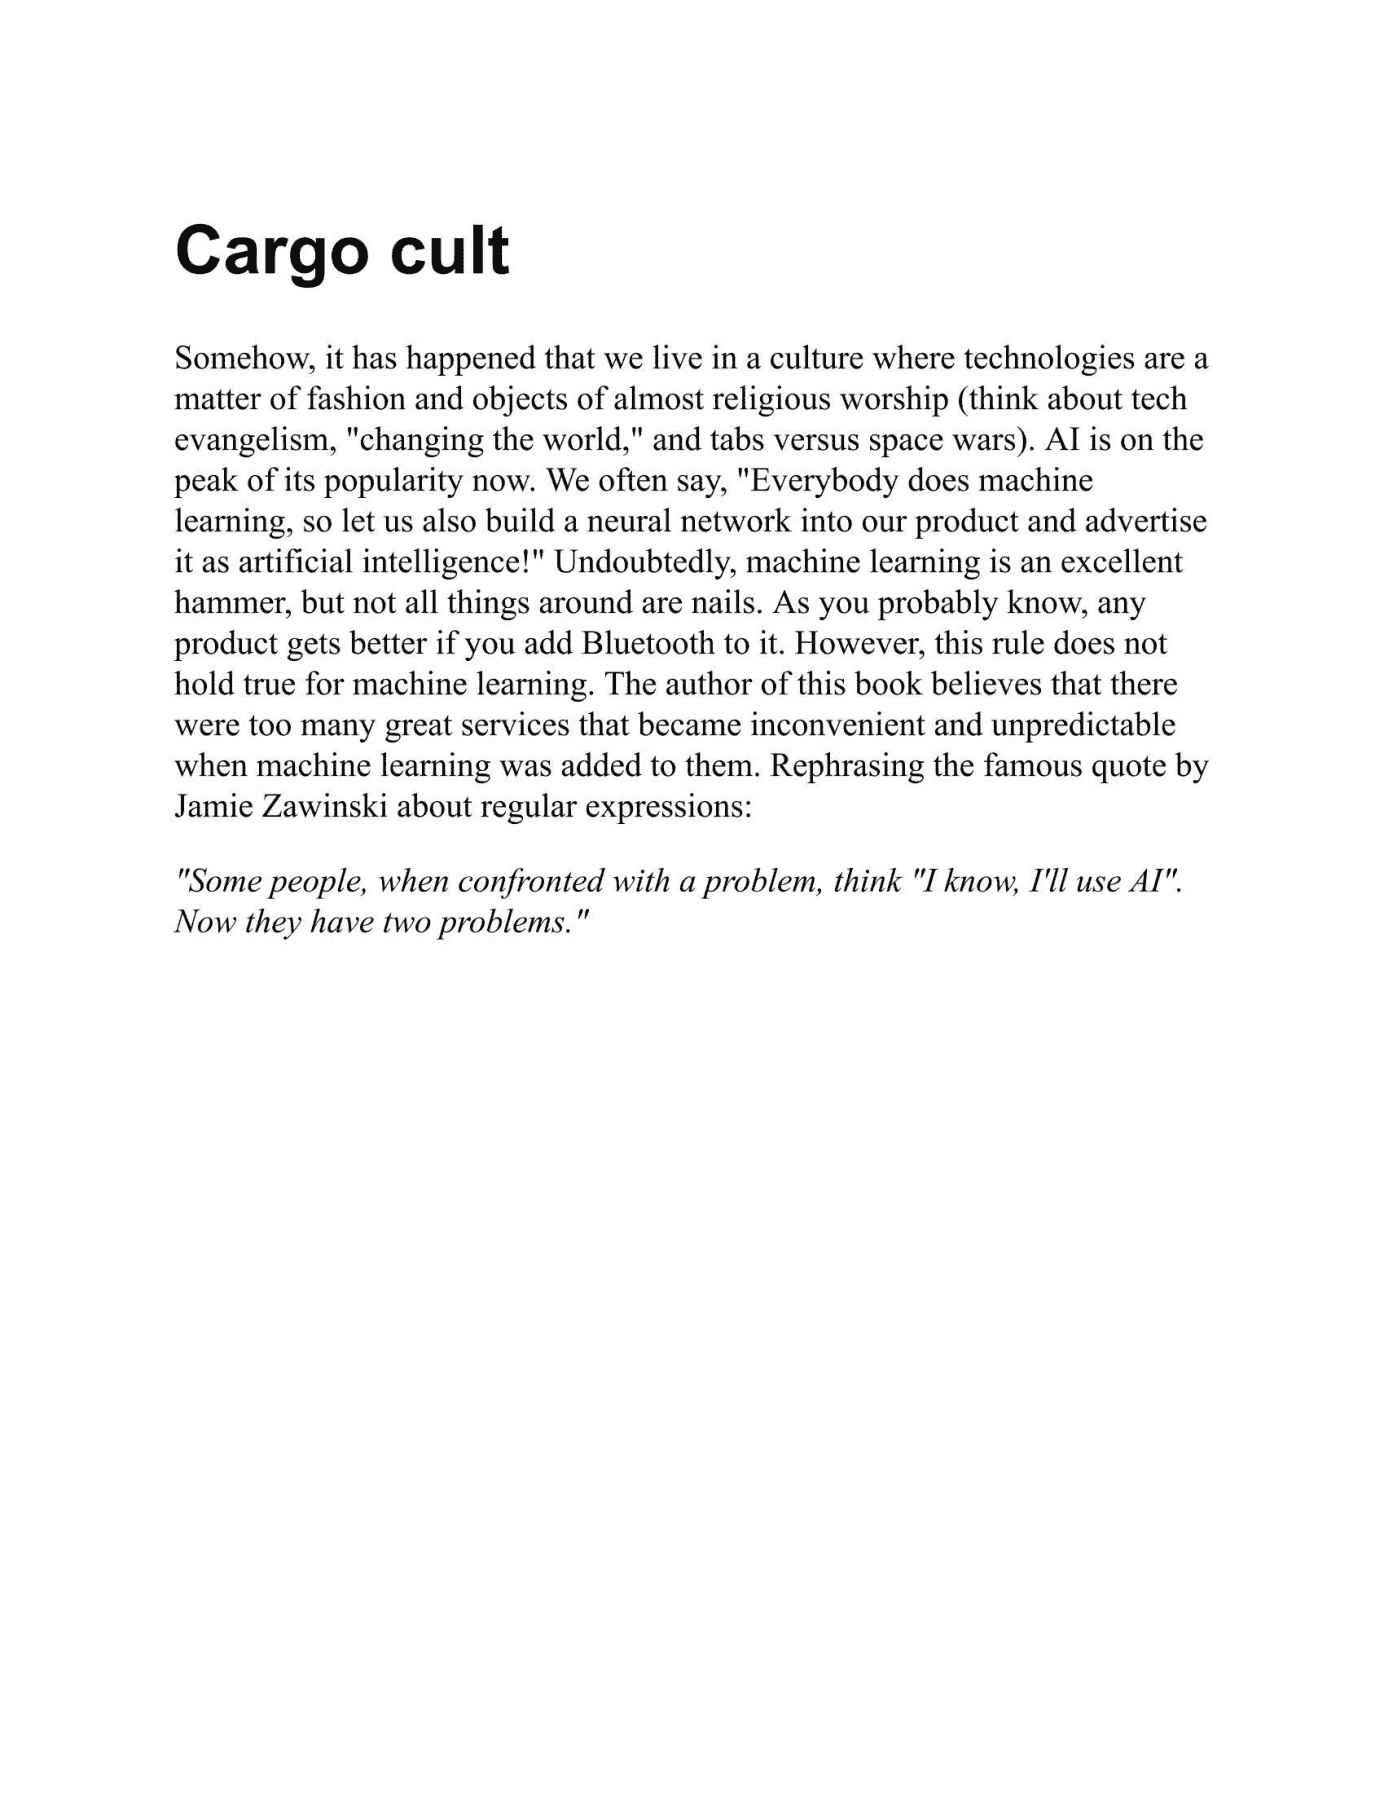 Cargo cult
Somehow, it has happened that we live in a culture where technologies are a
matter of fashion and objects of almost religious worship (think about tech
evangelism, "changing the world," and tabs versus space wars). AI is on the
peak of its popularity now. We often say, "Everybody does machine
learning, so let us also build a neural network into our product and advertise
it as artificial intelligence!" Undoubtedly, machine learning is an excellent
hammer, but not all things around are nails. As you probably know, any
product gets better if you add Bluetooth to it. However, this rule does not
hold true for machine learning. The author of this book believes that there
were too many great services that became inconvenient and unpredictable
when machine learning was added to them. Rephrasing the famous quote by
Jamie Zawinski about regular expressions:
"Some people, when confronted with a problem, think "I know, I'll use AI".
Now they have two problems."